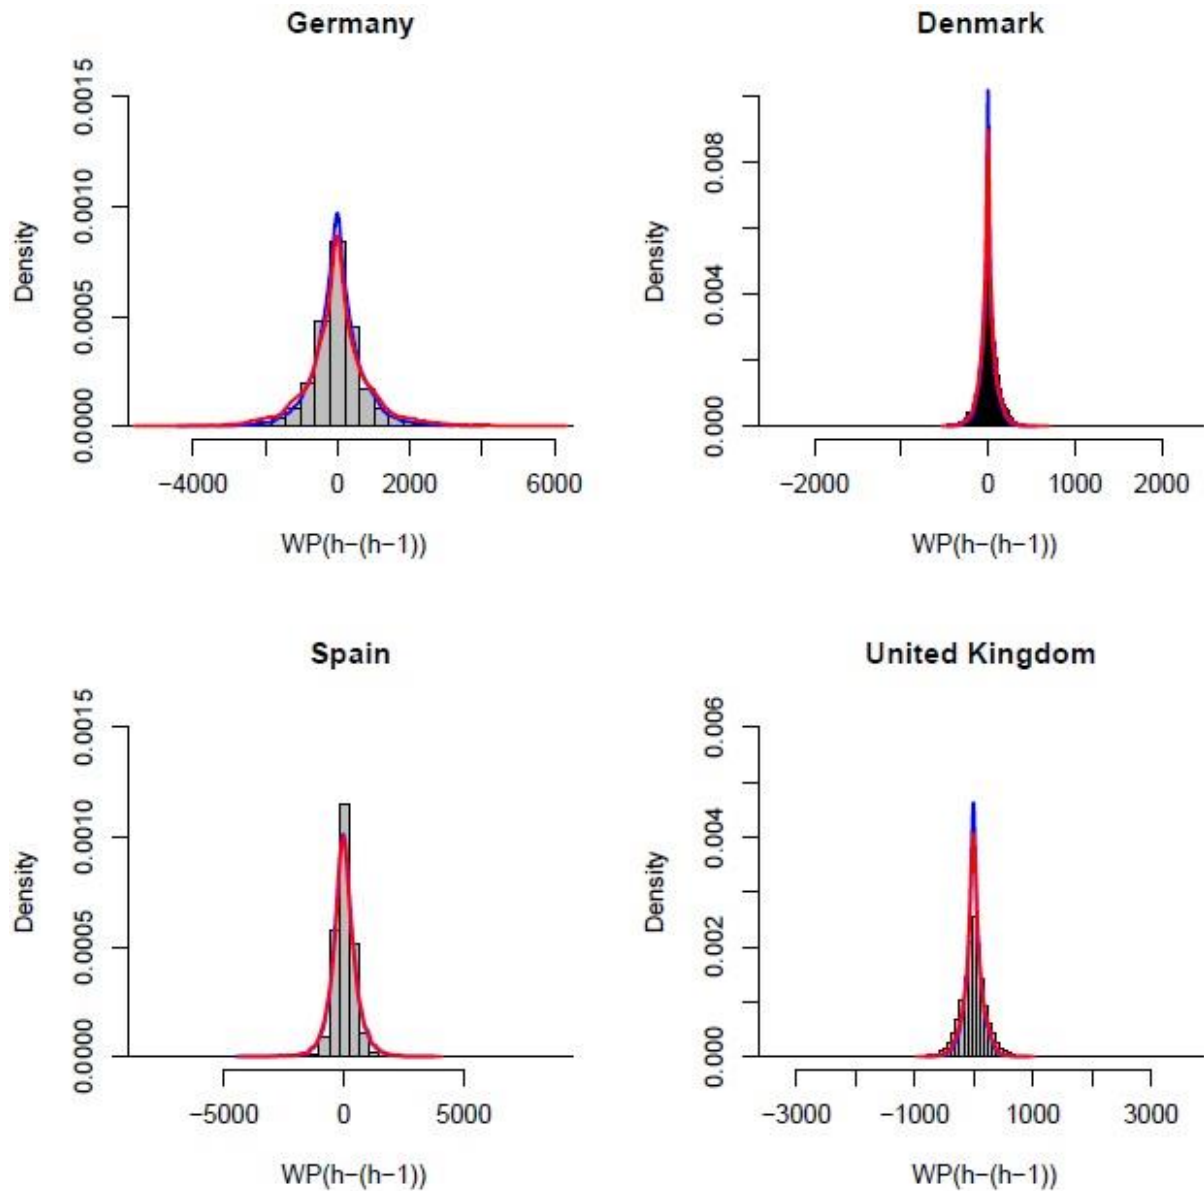 Germany
Density
0.0000 0.0005 0.0010 0.0015
−4000 0 2000 6000
WP(h−(h−1))
Denmark
Density
0.000 0.004 0.008
−2000 0 1000 2000
WP(h−(h−1))
Spain
Density
0.0000 0.0005 0.0010 0.0015
−5000 0 5000
WP(h−(h−1))
United Kingdom
Density
0.000 0.002 0.004 0.006
−3000 −1000 0 1000 3000
WP(h−(h−1))